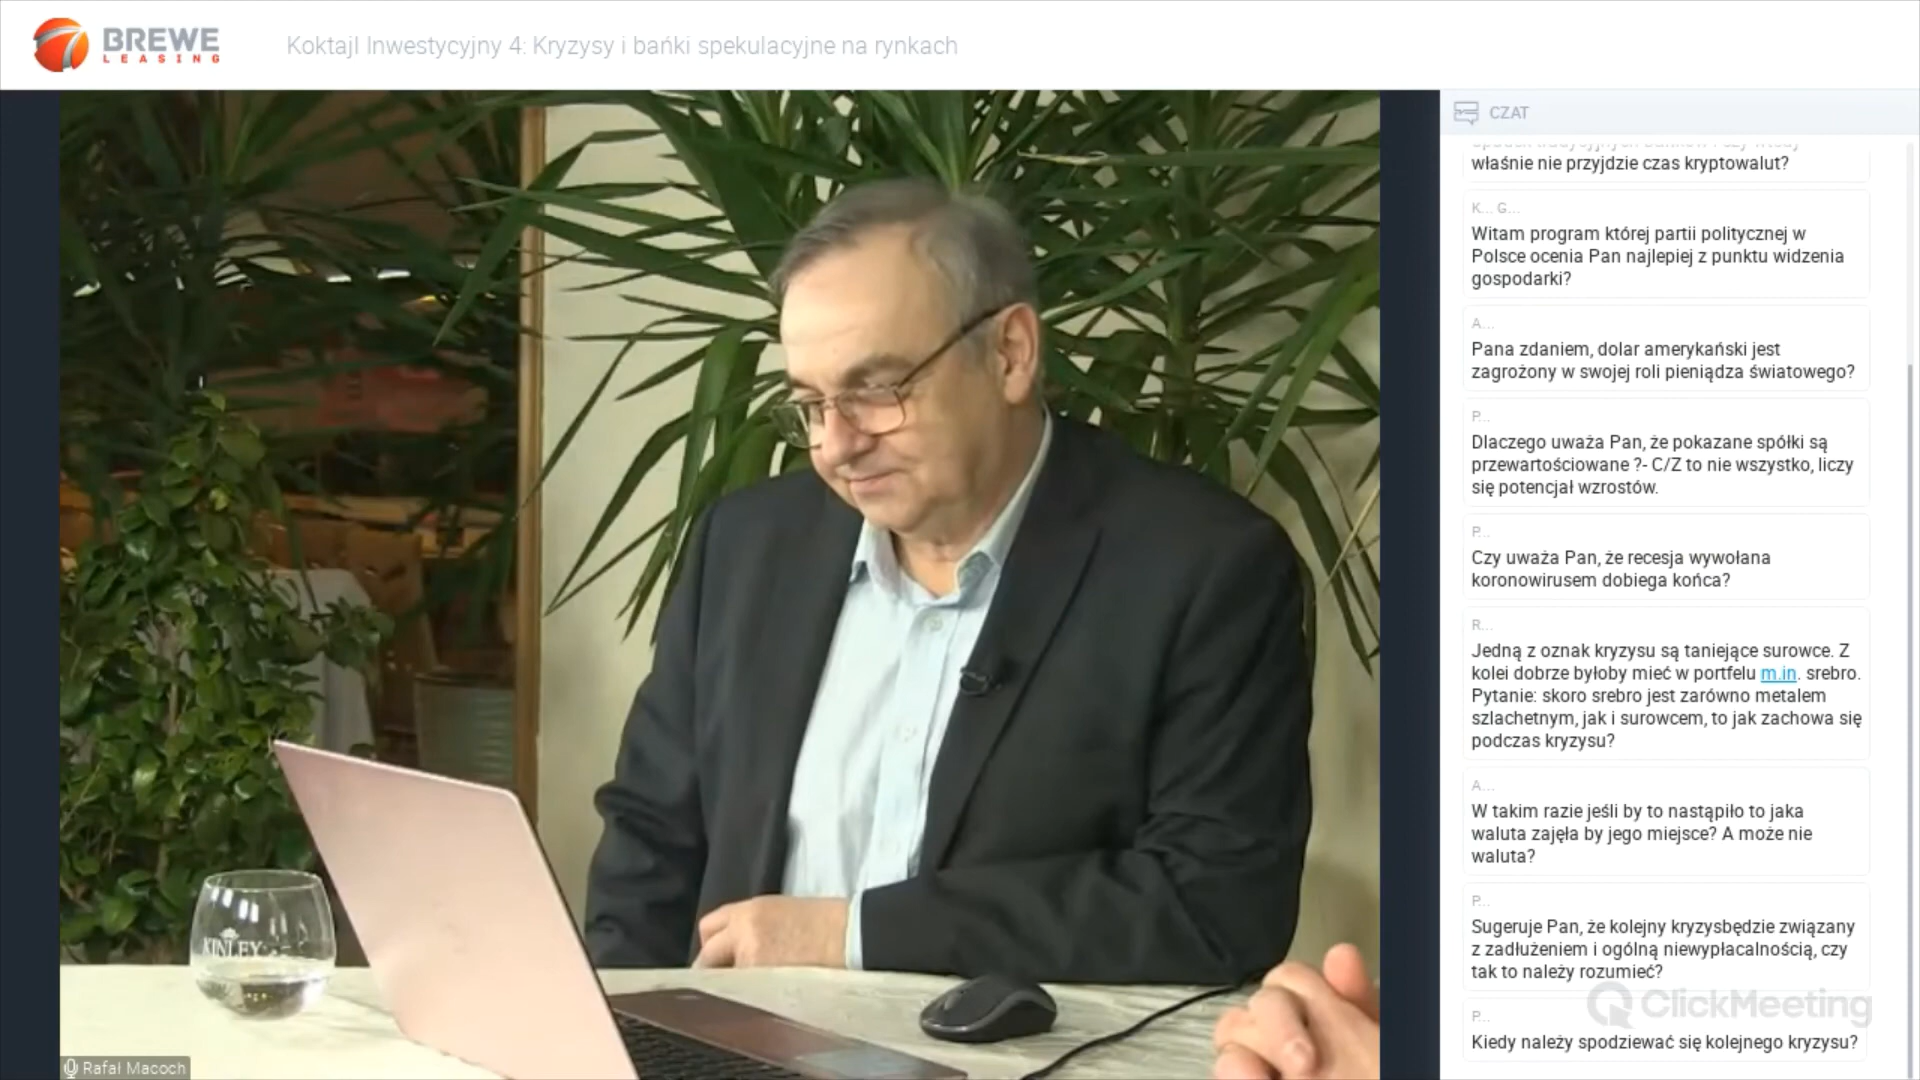 BREWE
LEASING
Koktajl Inwestycyjny 4: Kryzysy i bańki spekulacyjne na rynkach
CZAT
właśnie nie przyjdzie czas kryptowalut?
K... G...
Witam program której partii politycznej w
Polsce ocenia Pan najlepiej z punktu widzenia
gospodarki?
A...
Pana zdaniem, dolar amerykański jest
zagrożony w swojej roli pieniądza światowego?
P...
Dlaczego uważa Pan, że pokazane spółki są
przewartościowane ?- C/Z to nie wszystko, liczy
się potencjał wzrostów.
P...
Czy uważa Pan, że recesja wywołana
koronowirusem dobiega końca?
R...
Jedną z oznak kryzysu są taniejące surowce. Z
kolei dobrze byłoby mieć w portfelu m.in. srebro.
Pytanie: skoro srebro jest zarówno metalem
szlachetnym, jak i surowcem, to jak zachowa się
podczas kryzysu?
A...
W takim razie jeśli by to nastąpiło to jaka
waluta zajęła by jego miejsce? A może nie
waluta?
P...
Sugeruje Pan, że kolejny kryzysbędzie związany
z zadłużeniem i ogólną niewypłacalnością, czy
tak to należy rozumieć?
ClickMeeting
P...
Kiedy należy spodziewać się kolejnego kryzysu?
KINLEY
Rafał Macoch